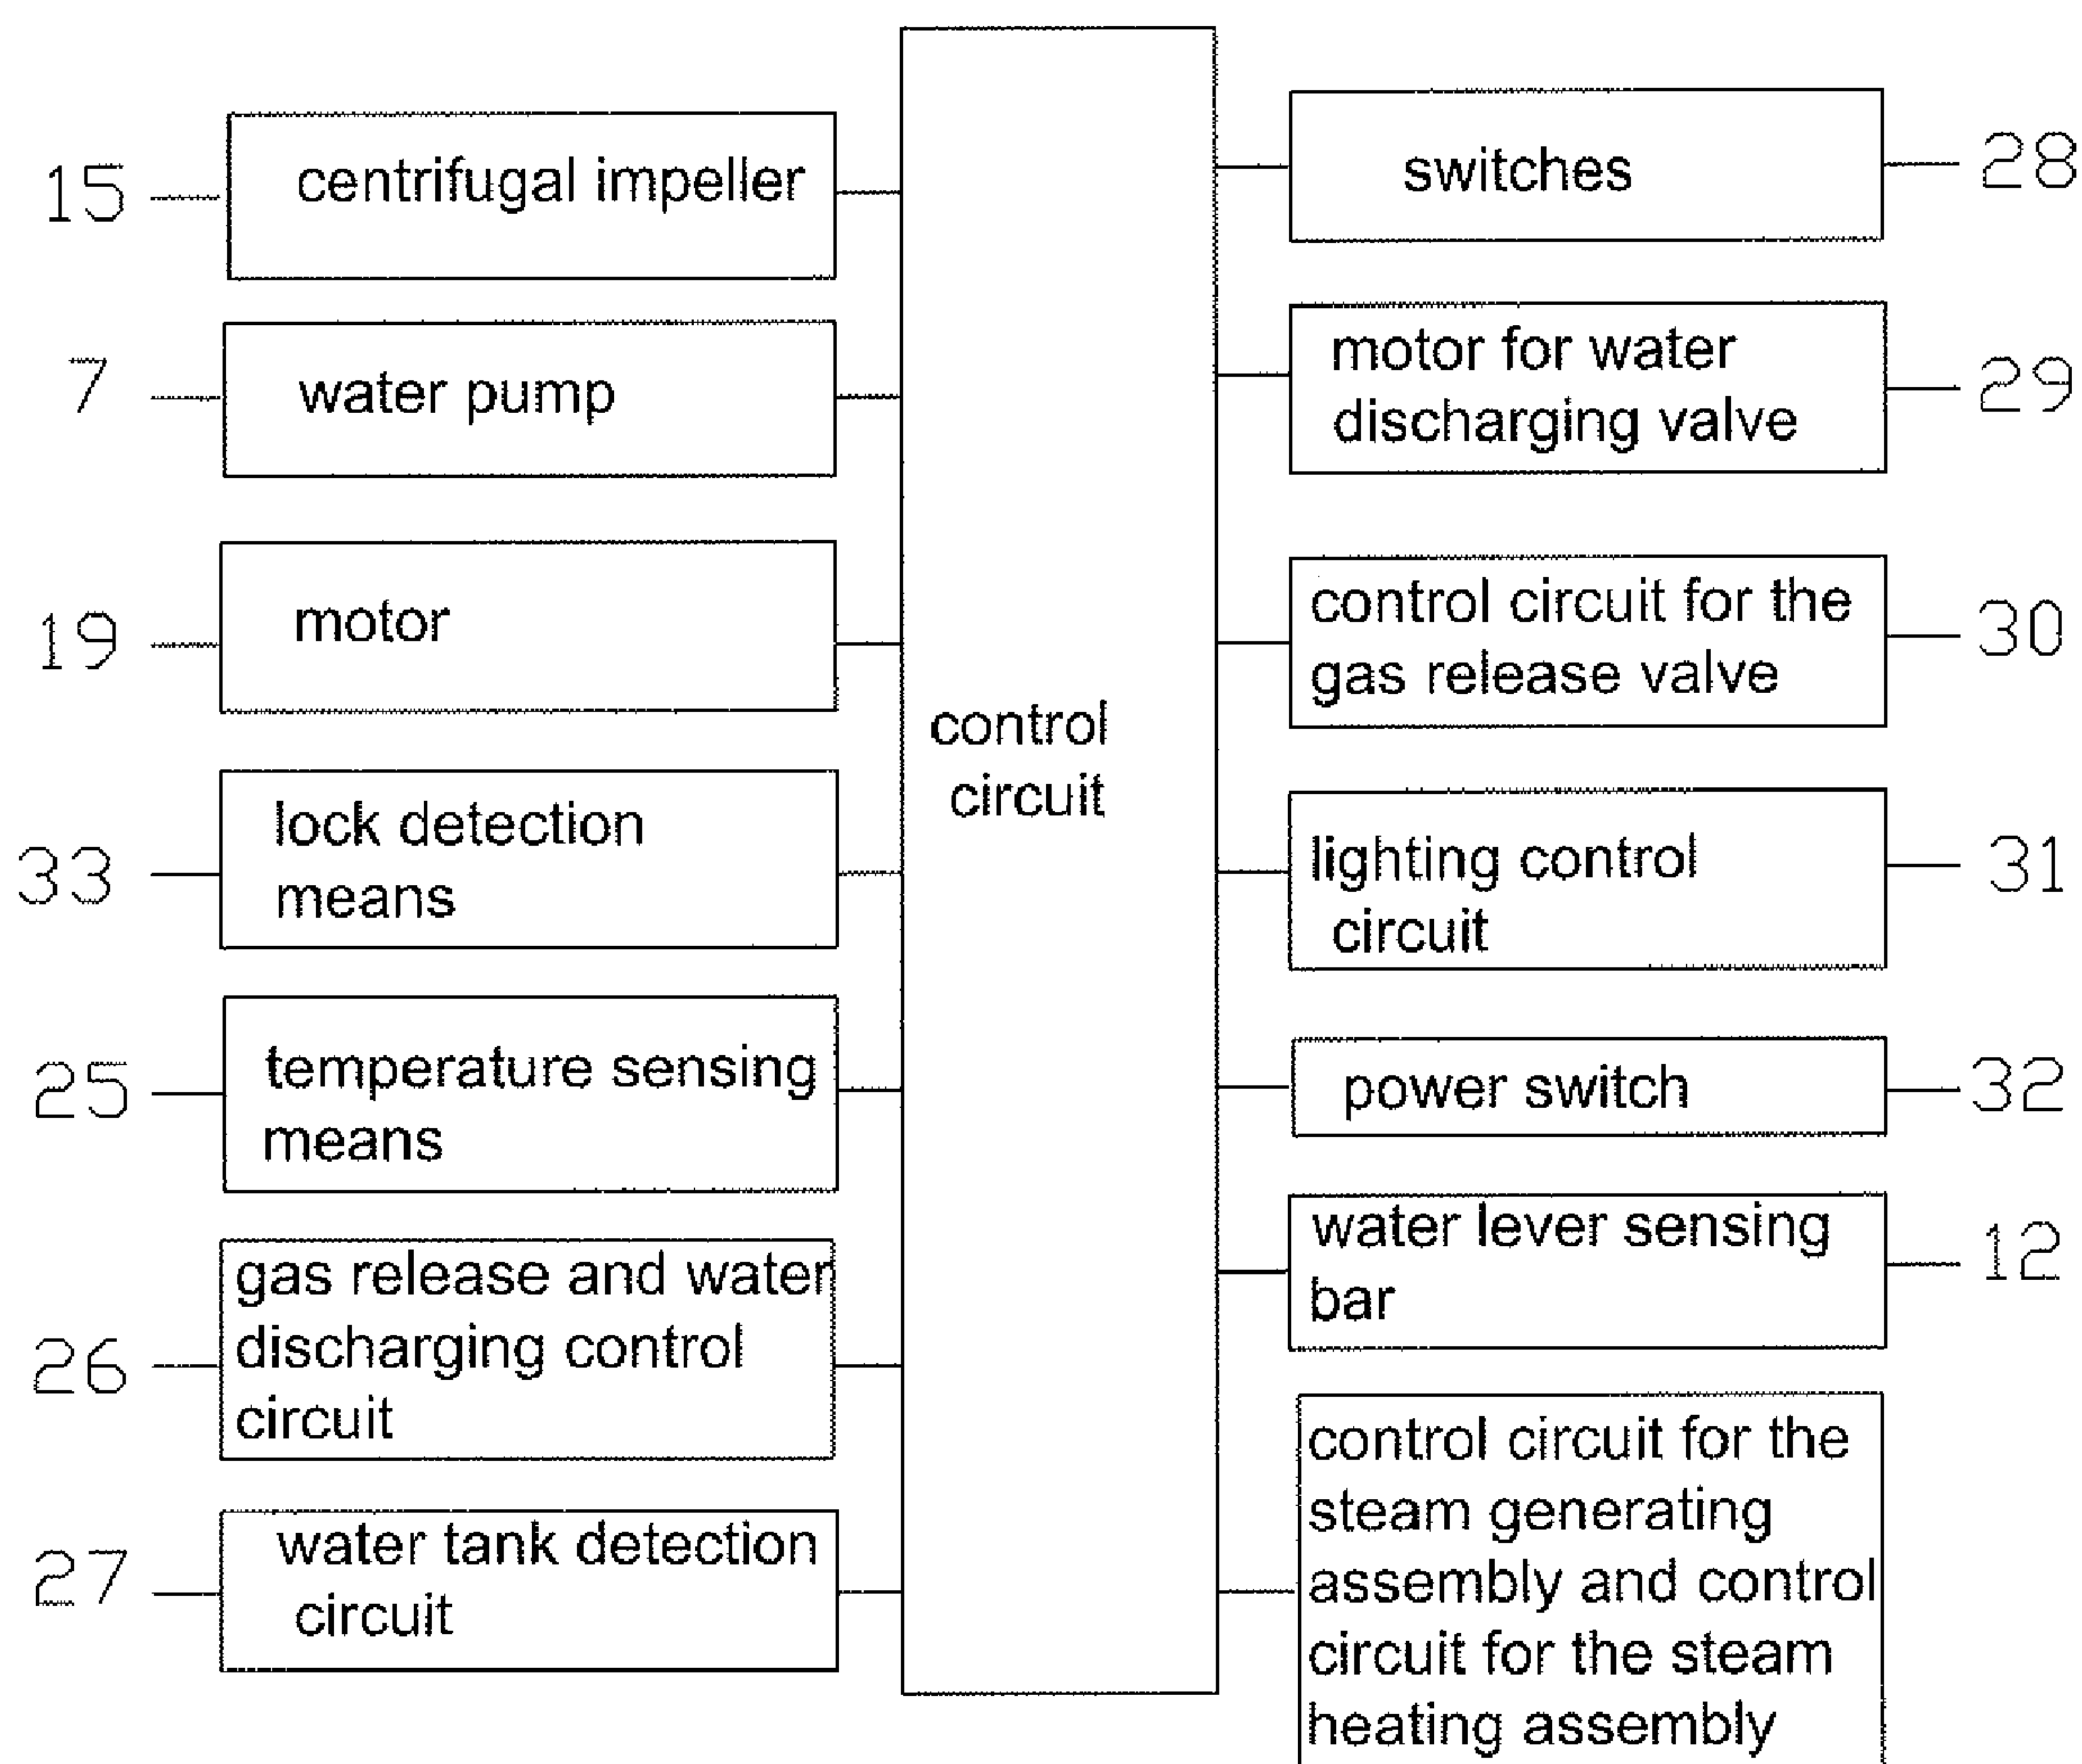 15
centrifugal impeller
7
water pump
19
motor
33
lock detection
means
25
temperature sensing
means
26
gas release and water
discharging control
circuit
27
water tank detection
circuit
control
circuit
switches
28
motor for water
discharging valve
29
control circuit for the
gas release valve
30
lighting control
circuit
31
power switch
32
water lever sensing
bar
12
control circuit for the
steam generating
assembly and control
circuit for the steam
heating assembly